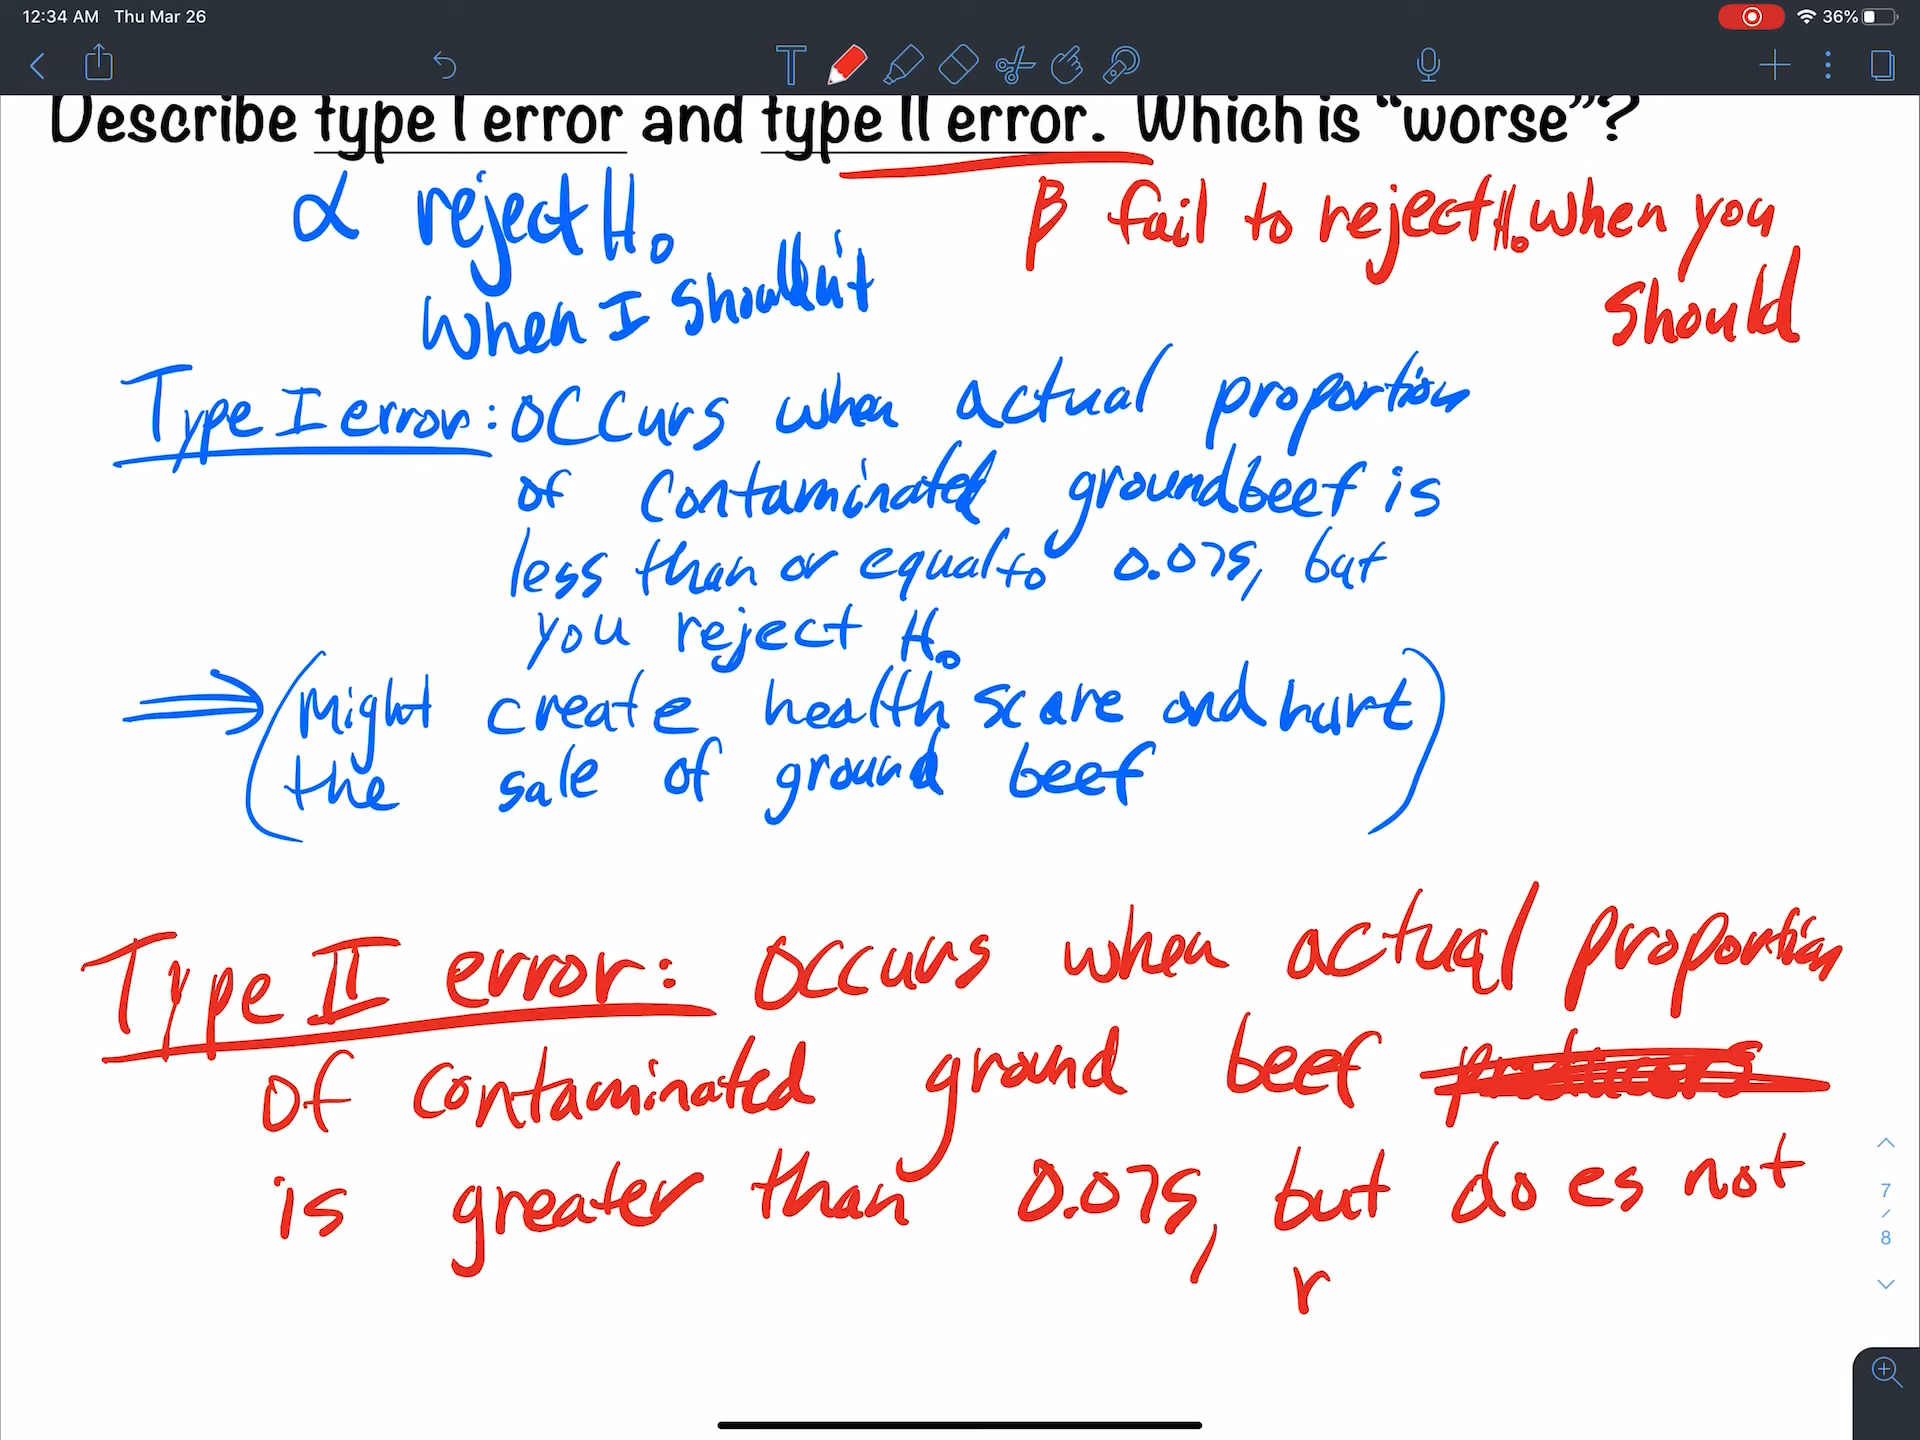 12:34 AM Thu Mar 26
36%
T
Describe type I error and type II error. Which is “worse”?
α reject H₀
when I shouldn't
β fail to reject H₀ when you
should
Type I error: occurs when actual proportion
of contaminated ground beef is
less than or equal to 0.075, but
you reject H₀
⇒ (Might create health scare and hurt
the sale of ground beef)
Type II error: occurs when actual proportion
of contaminated ground beef
is greater than 0.075, but does not
r
7
/
8